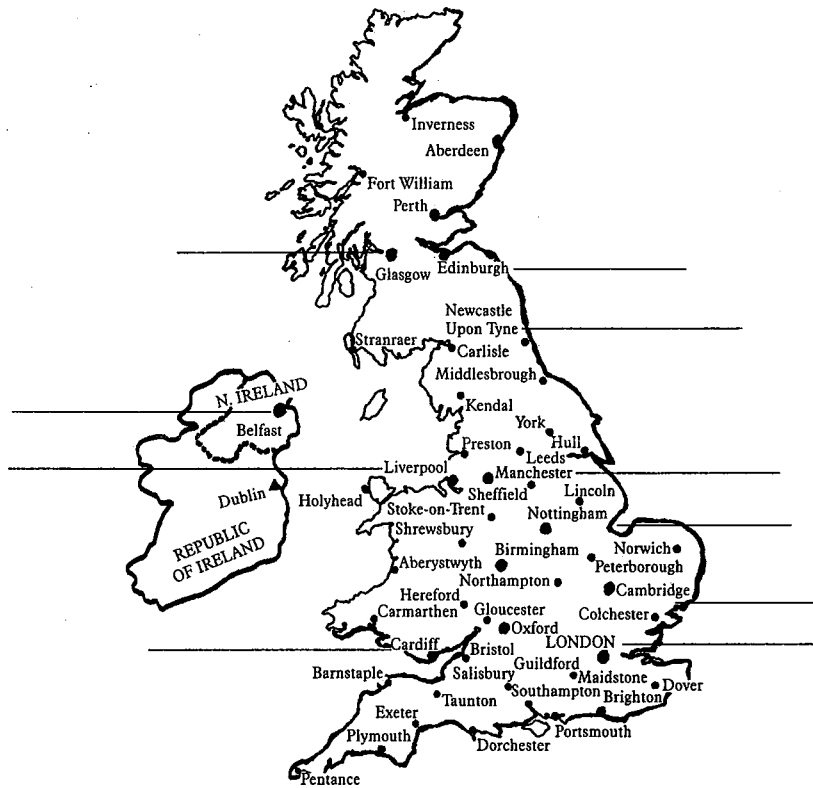 Inverness
Aberdeen
Fort William
Perth
Glasgow
Edinburgh
Newcastle
Upon Tyne
Stranraer
Carlisle
Middlesbrough
N. IRELAND
Kendal
Belfast
York
Hull
Preston
Leeds
Liverpool
Manchester
Dublin
Holyhead
Sheffield
Lincoln
Stoke-on-Trent
Nottingham
Shrewsbury
REPUBLIC
OF IRELAND
Birmingham
Norwich
Aberystwyth
Peterborough
Northampton
Cambridge
Hereford
Carmarthen
Gloucester
Colchester
Oxford
Cardiff
LONDON
Bristol
Guildford
Salisbury
Barnstaple
Maidstone
Dover
Taunton
Southampton
Brighton
Exeter
Portsmouth
Plymouth
Dorchester
Pentance